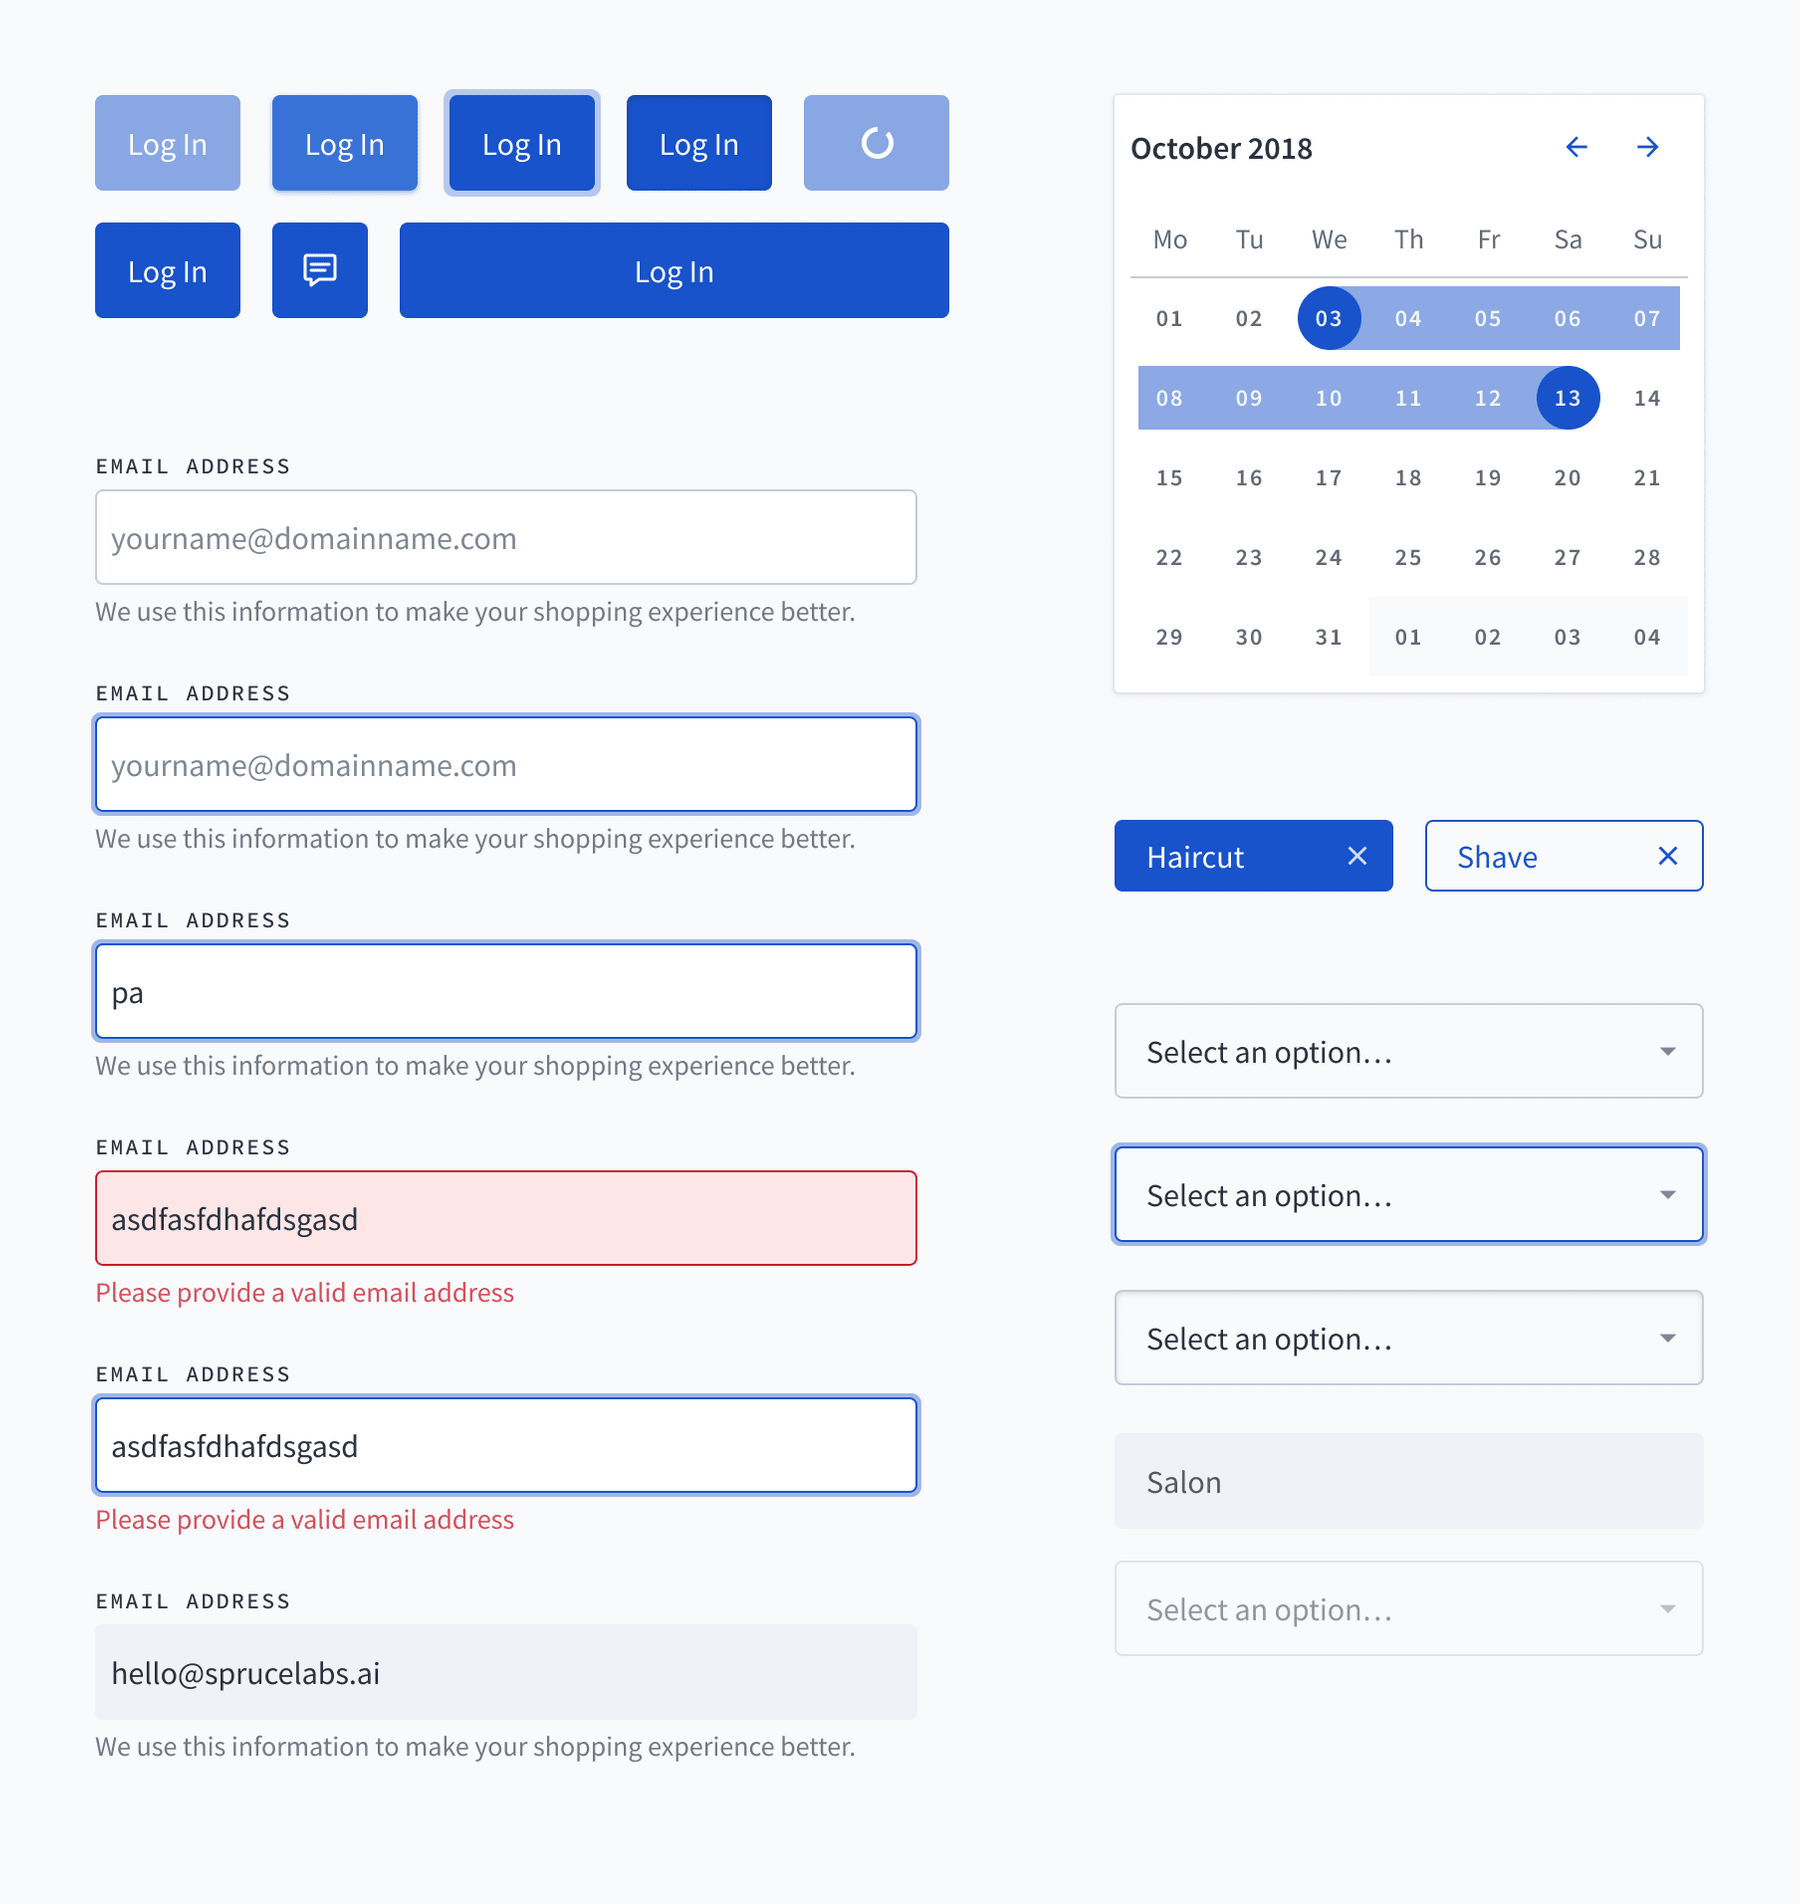 Log In Log In Log In Log In
Log In Log In
EMAIL ADDRESS
yourname@domainname.com
We use this information to make your shopping experience better.
EMAIL ADDRESS
yourname@domainname.com
We use this information to make your shopping experience better.
EMAIL ADDRESS
pa
We use this information to make your shopping experience better.
EMAIL ADDRESS
asdfasfdhafdsgasd
Please provide a valid email address
EMAIL ADDRESS
asdfasfdhafdsgasd
Please provide a valid email address
EMAIL ADDRESS
hello@sprucelabs.ai
We use this information to make your shopping experience better.
October 2018
Mo Tu We Th Fr Sa Su
01 02 03 04 05 06 07
08 09 10 11 12 13 14
15 16 17 18 19 20 21
22 23 24 25 26 27 28
29 30 31 01 02 03 04
Haircut Shave
Select an option...
Select an option...
Select an option...
Salon
Select an option...